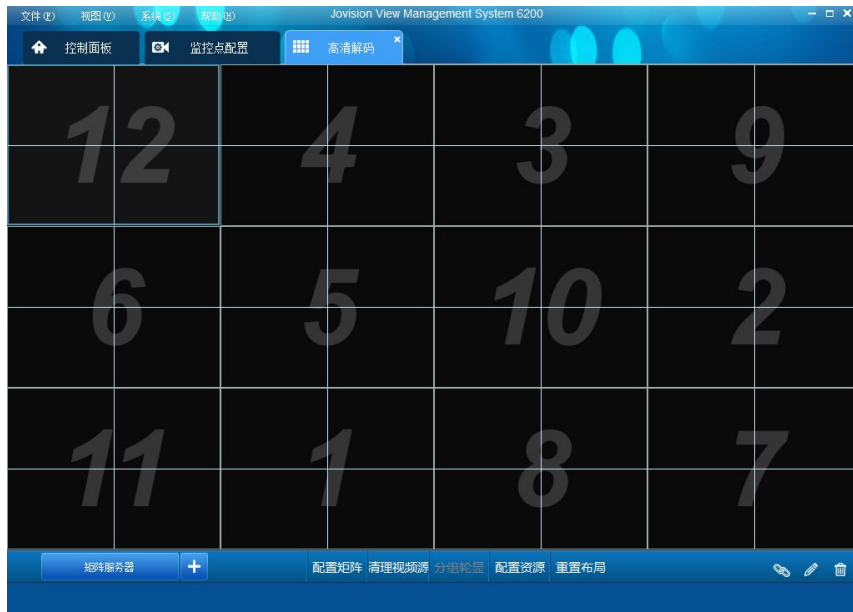 文件(F) 视图(V) 系统(S) 帮助(H) Jovision View Management System 6200
控制面板 监控点配置 高清解码
12 4 3 9
6 5 10 2
11 1 8 7
矩阵服务器 + 配置矩阵 清理视频源 分组轮显 配置资源 重置布局